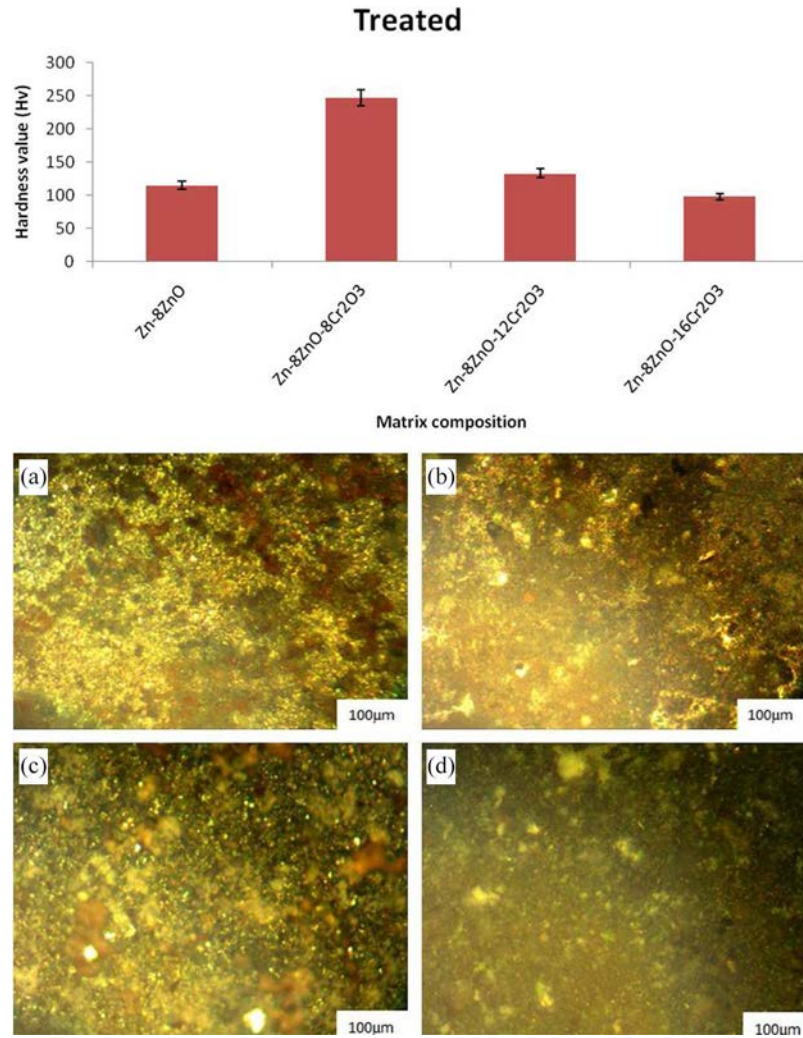 Treated
Hardness value (Hv)
300
250
200
150
100
50
0
Zn-8ZnO
Zn-8ZnO-8Cr2O3
Zn-8ZnO-12Cr2O3
Zn-8ZnO-16Cr2O3
Matrix composition
(a)
(b)
100µm
100µm
(c)
(d)
100µm
100µm